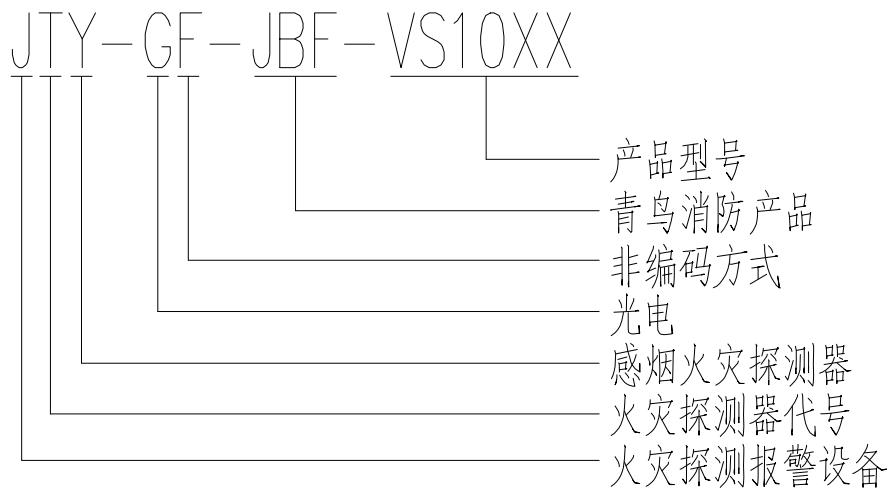 JTY-GF-JBF-VS10XX
产品型号
青鸟消防产品
非编码方式
光电
感烟火灾探测器
火灾探测器代号
火灾探测报警设备